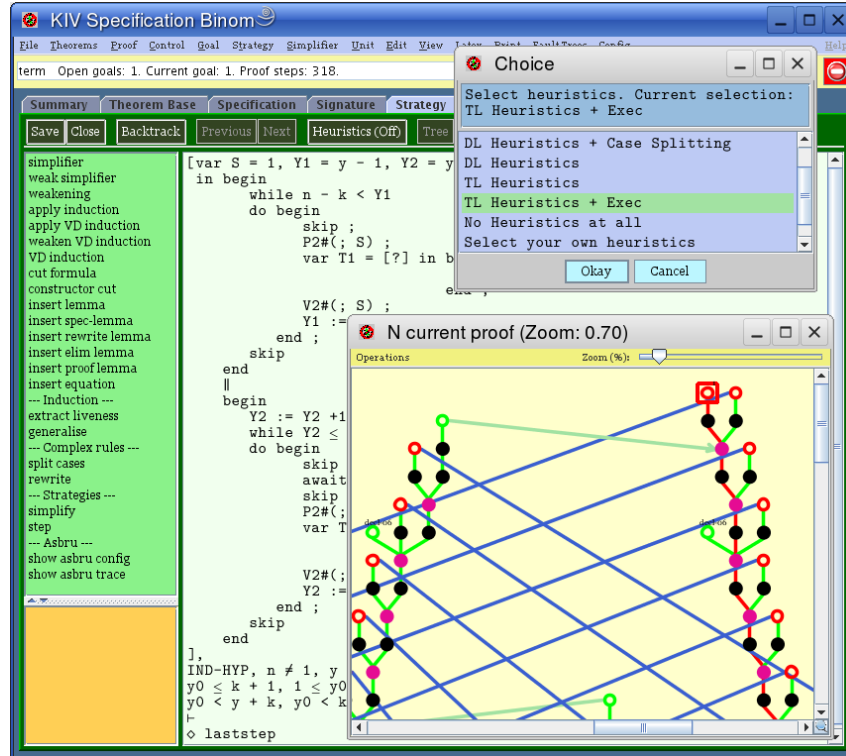 KIV Specification Binom
File Theorems Proof Control Goal Strategy Simplifier Unit Edit View Latex Print FaultTrees Config Help
term Open goals: 1. Current goal: 1. Proof steps: 318.
Summary Theorem Base Specification Signature Strategy
Save Close Backtrack Previous Next Heuristics (Off) Tree
simplifier
weak simplifier
weakening
apply induction
apply VD induction
weaken VD induction
VD induction
cut formula
constructor cut
insert lemma
insert spec-lemma
insert rewrite lemma
insert elim lemma
insert proof lemma
insert equation
--- Induction ---
extract liveness
generalise
--- Complex rules ---
split cases
rewrite
--- Strategies ---
simplify
step
--- Asbru ---
show asbru config
show asbru trace
[var S = 1, Y1 = y - 1, Y2 = y
in begin
while n - k < Y1
do begin
skip ;
P2#(; S) ;
var T1 = [?] in b
end ;
V2#(; S) ;
Y1 :=
end ;
skip
end
||
begin
Y2 := Y2 +1
while Y2 ≤
do begin
skip
await
skip
P2#(;
var T
V2#(;
Y2 :=
end ;
skip
end
],
IND-HYP, n ≠ 1, y
y0 ≤ k + 1, 1 ≤ y0
y0 < y + k, y0 < k
⊢
◇ laststep
Choice
Select heuristics. Current selection:
TL Heuristics + Exec
DL Heuristics + Case Splitting
DL Heuristics
TL Heuristics
TL Heuristics + Exec
No Heuristics at all
Select your own heuristics
Okay Cancel
N current proof (Zoom: 0.70)
Operations Zoom (%):